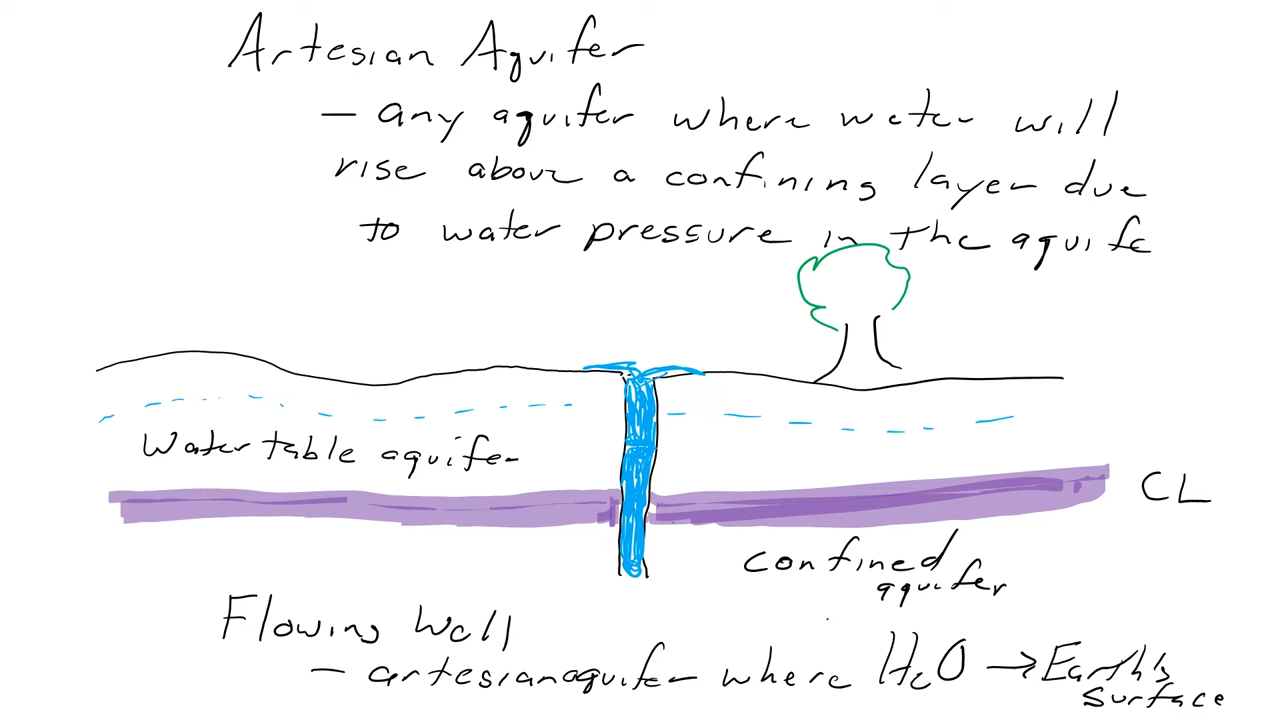 Artesian Aquifer
- any aquifer where water will
rise above a confining layer due
to water pressure in the aquife
Water table aquifer
CL
confined
aquifer
Flowing Well
- artesian aquifer where H2O → Earth's
surface